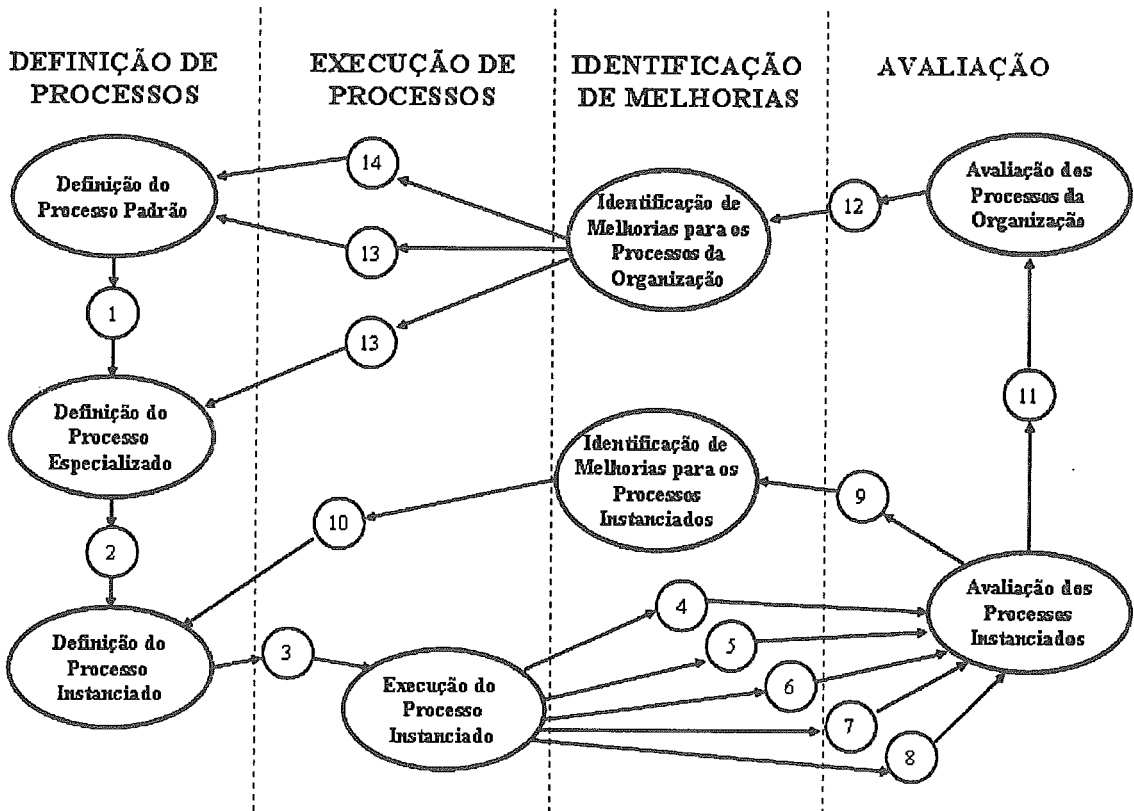 DEFINIÇÃO DE
PROCESSOS
EXECUÇÃO DE
PROCESSOS
IDENTIFICAÇÃO
DE MELHORIAS
AVALIAÇÃO
Definição do
Processo Padrão
14
13
13
Identificação de
Melhorias para os
Processos da
Organização
12
Avaliação dos
Processos da
Organização
1
11
Definição do
Processo
Especializado
Identificação de
Melhorias para os
Processos
Instanciados
9
10
2
Definição do
Processo
Instanciado
3
Execução do
Processo
Instanciado
4
5
6
7
8
Avaliação dos
Processos
Instanciados